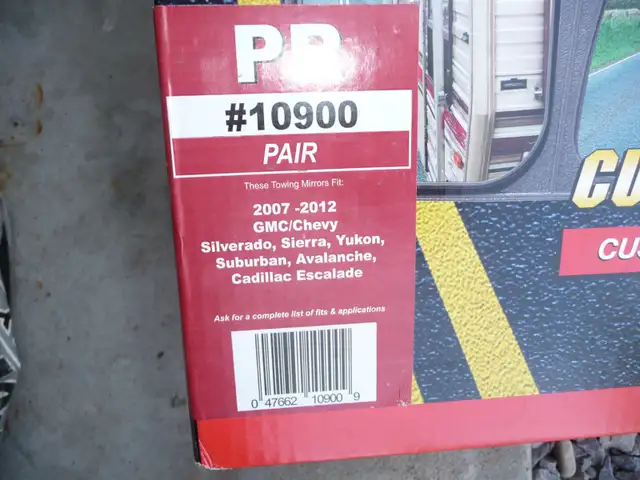 #10900
PAIR
These Towing Mirrors Fit:
2007 -2012
GMC/Chevy
Silverado, Sierra, Yukon,
Suburban, Avalanche,
Cadillac Escalade
Ask for a complete list of fits & applications
0 47662 10900 9